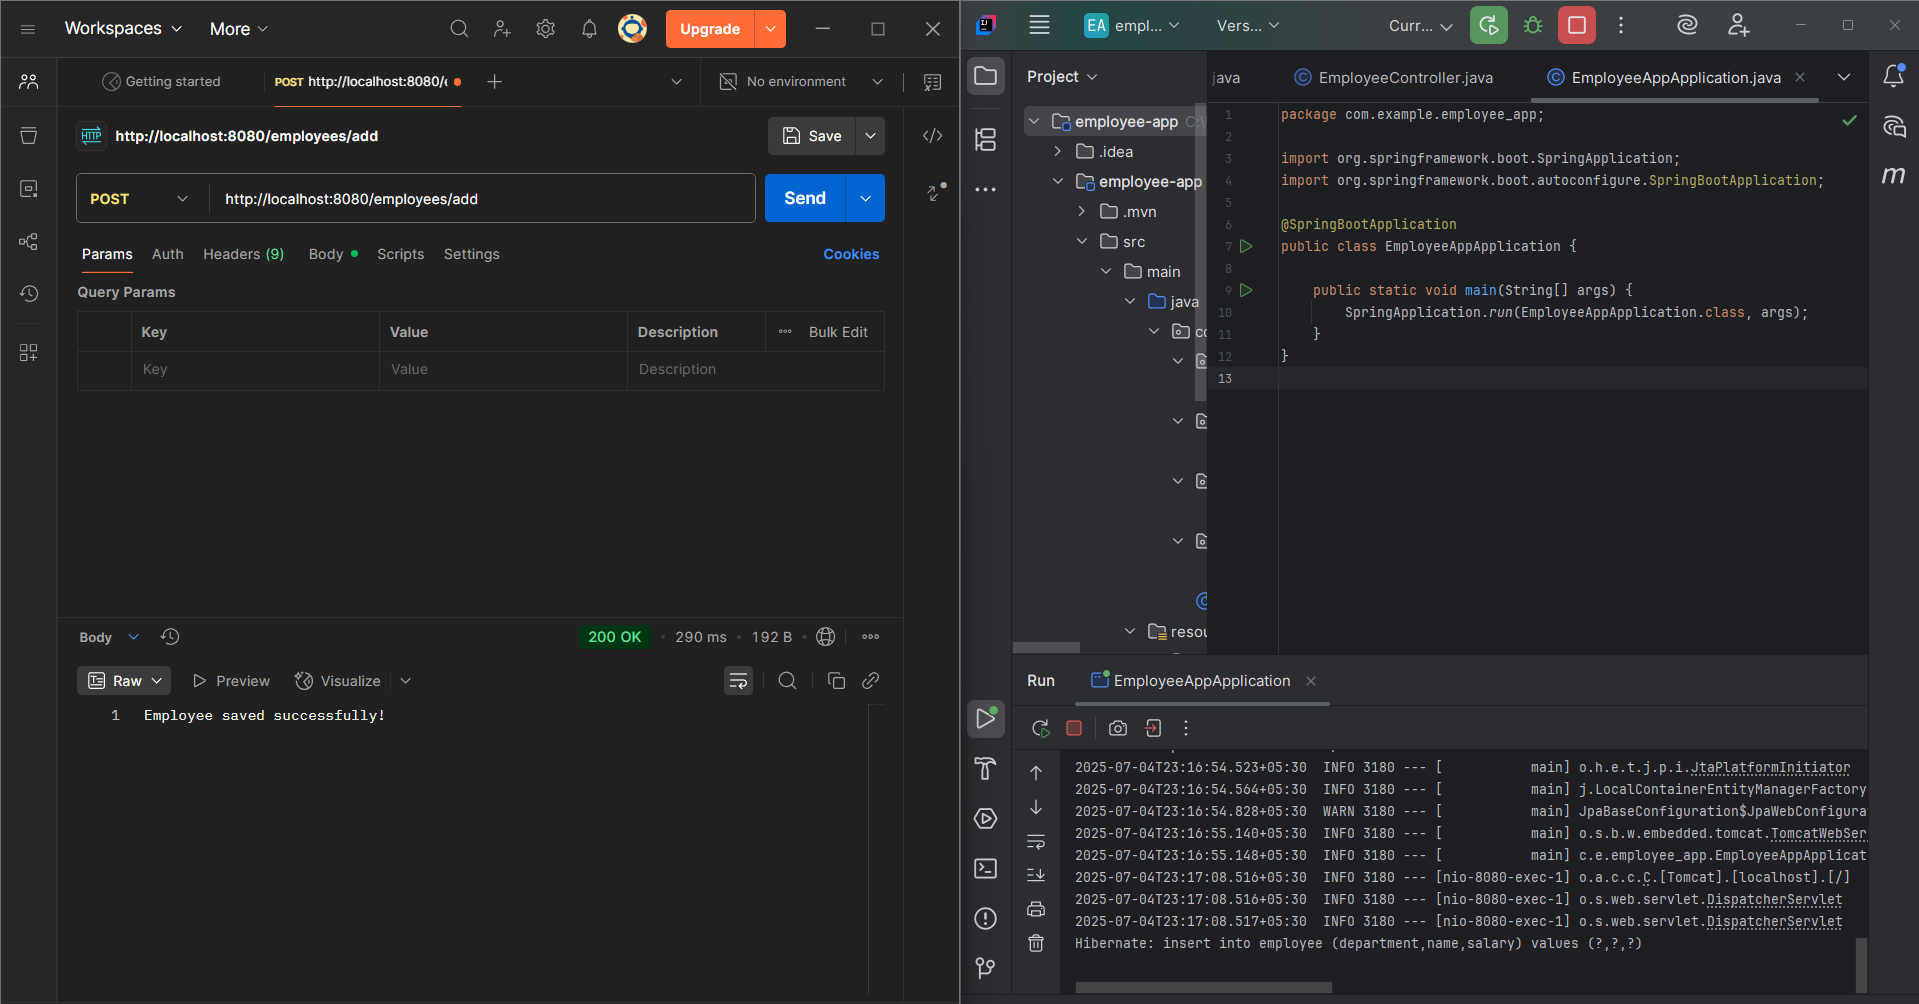 Workspaces
More
Upgrade
Getting started
POST http://localhost:8080/e
No environment
HTTP
http://localhost:8080/employees/add
Save
POST
http://localhost:8080/employees/add
Send
Params
Auth
Headers (9)
Body
Scripts
Settings
Cookies
Query Params
Key
Value
Description
Bulk Edit
Key
Value
Description
Body
200 OK
290 ms
192 B
Raw
Preview
Visualize
1 Employee saved successfully!
EA
empl...
Vers...
Curr...
Project
java
EmployeeController.java
EmployeeAppApplication.java
employee-app C:\
.idea
employee-app
.mvn
src
main
java
co
resou
1 package com.example.employee_app;
2
3 import org.springframework.boot.SpringApplication;
4 import org.springframework.boot.autoconfigure.SpringBootApplication;
5
6 @SpringBootApplication
7 public class EmployeeAppApplication {
8
9 public static void main(String[] args) {
10 SpringApplication.run(EmployeeAppApplication.class, args);
11 }
12 }
13
Run
EmployeeAppApplication
2025-07-04T23:16:54.523+05:30 INFO 3180 --- [ main] o.h.e.t.j.p.i.JtaPlatformInitiator
2025-07-04T23:16:54.564+05:30 INFO 3180 --- [ main] j.LocalContainerEntityManagerFactory
2025-07-04T23:16:54.828+05:30 WARN 3180 --- [ main] JpaBaseConfiguration$JpaWebConfigura
2025-07-04T23:16:55.140+05:30 INFO 3180 --- [ main] o.s.b.w.embedded.tomcat.TomcatWebSer
2025-07-04T23:16:55.148+05:30 INFO 3180 --- [ main] c.e.employee_app.EmployeeAppApplicat
2025-07-04T23:17:08.516+05:30 INFO 3180 --- [nio-8080-exec-1] o.a.c.c.C.[Tomcat].[localhost].[/]
2025-07-04T23:17:08.516+05:30 INFO 3180 --- [nio-8080-exec-1] o.s.web.servlet.DispatcherServlet
2025-07-04T23:17:08.517+05:30 INFO 3180 --- [nio-8080-exec-1] o.s.web.servlet.DispatcherServlet
Hibernate: insert into employee (department,name,salary) values (?,?,?)